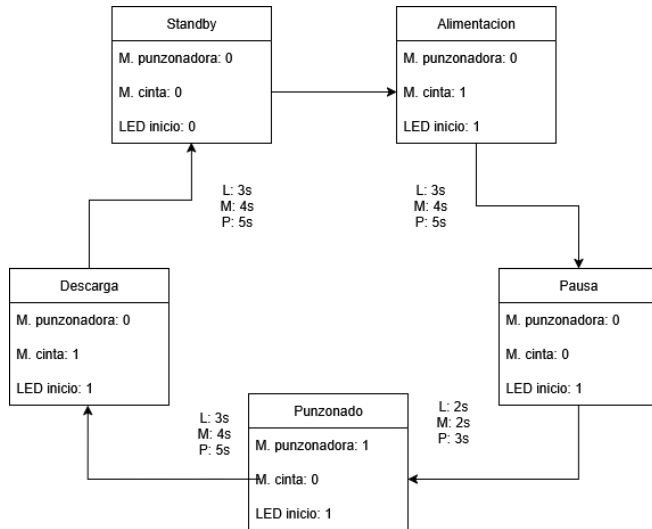 Standby
M. punzonadora: 0
M. cinta: 0
LED inicio: 0
Alimentacion
M. punzonadora: 0
M. cinta: 1
LED inicio: 1
L: 3s
M: 4s
P: 5s
L: 3s
M: 4s
P: 5s
Descarga
M. punzonadora: 0
M. cinta: 1
LED inicio: 1
Pausa
M. punzonadora: 0
M. cinta: 0
LED inicio: 1
L: 3s
M: 4s
P: 5s
Punzonado
M. punzonadora: 1
M. cinta: 0
LED inicio: 1
L: 2s
M: 2s
P: 3s